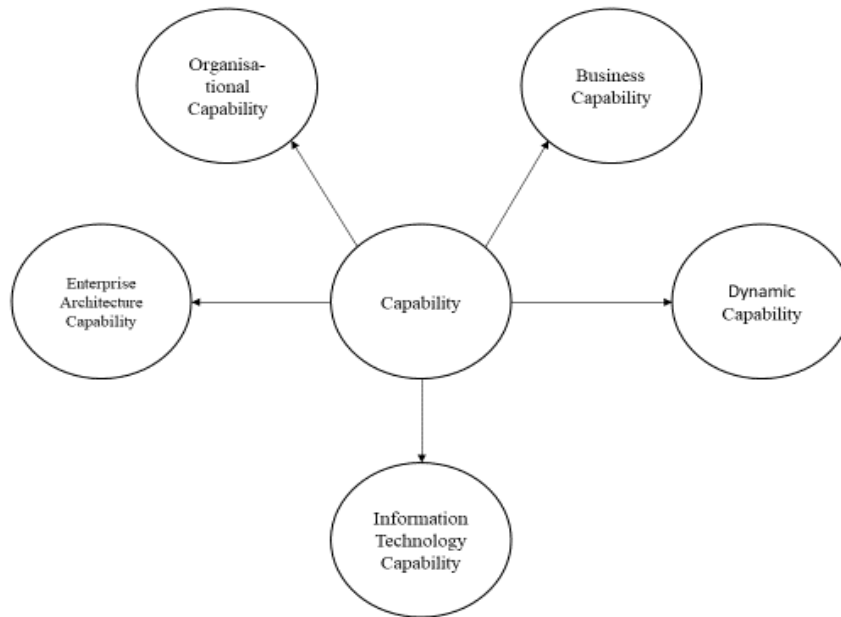 Organisa-
tional
Capability
Business
Capability
Enterprise
Architecture
Capability
Capability
Dynamic
Capability
Information
Technology
Capability